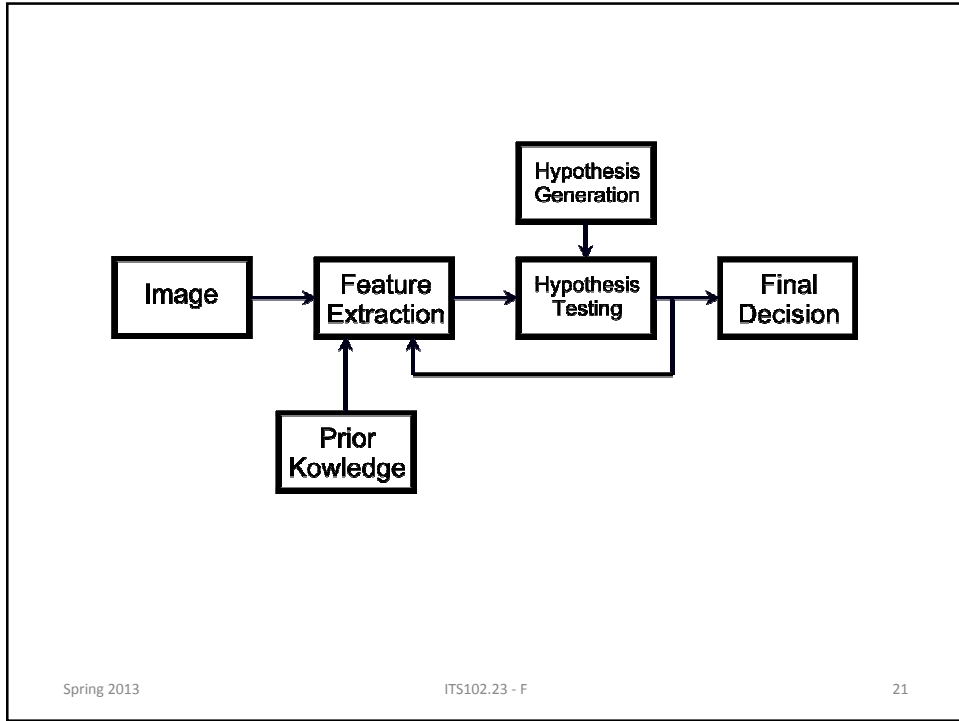 Hypothesis
Generation
Image
Feature
Extraction
Hypothesis
Testing
Final
Decision
Prior
Kowledge
Spring 2013
ITS102.23 - F
21